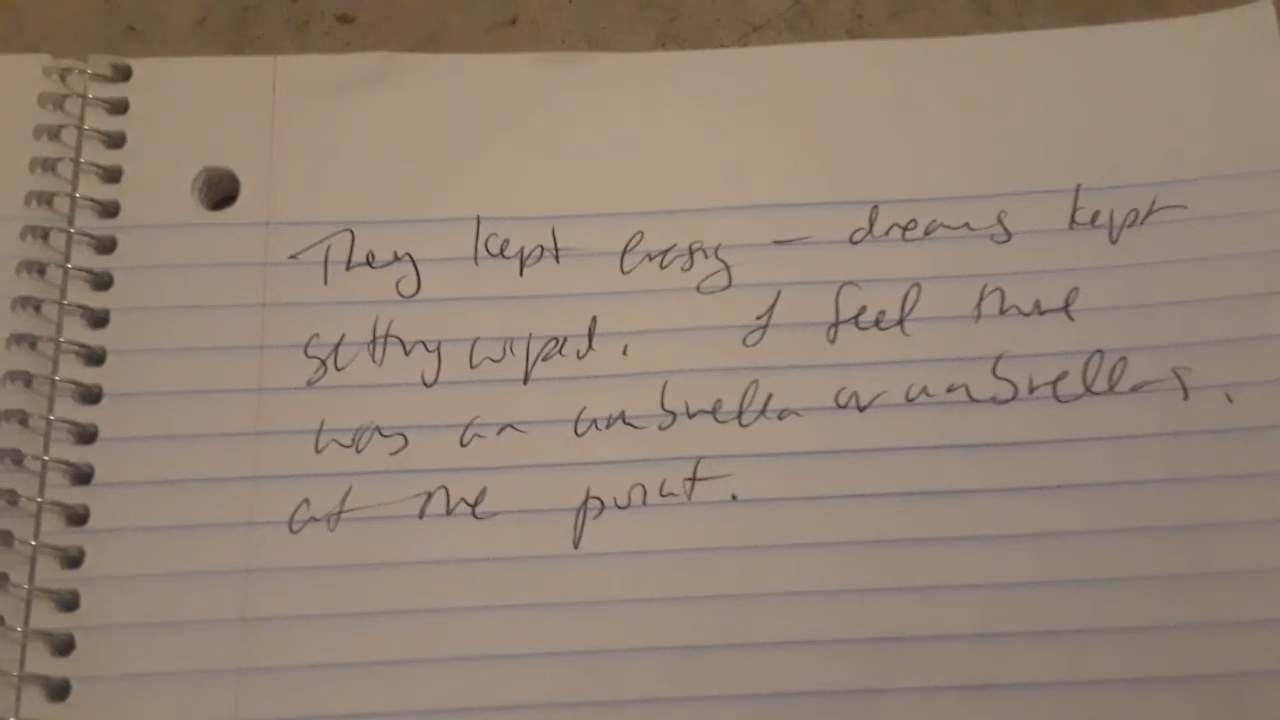 They kept erasing – dreams kept
getting wiped. I feel there
was an umbrella or umbrellas.
at one point.